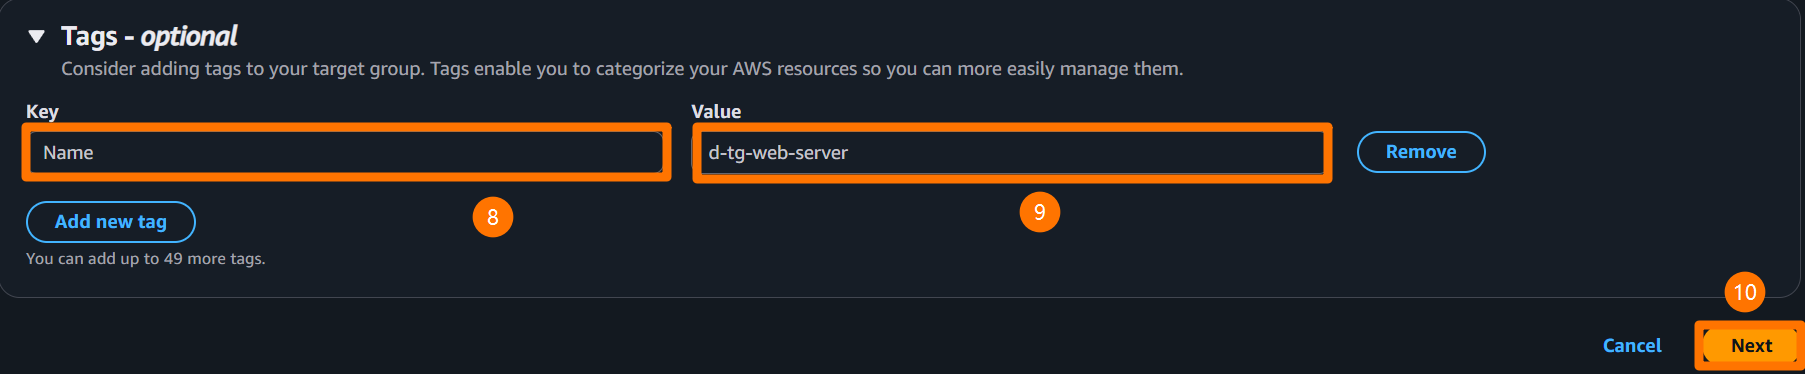 Tags - optional
Consider adding tags to your target group. Tags enable you to categorize your AWS resources so you can more easily manage them.
Key
Value
Name
d-tg-web-server
Remove
8
9
Add new tag
You can add up to 49 more tags.
10
Cancel
Next